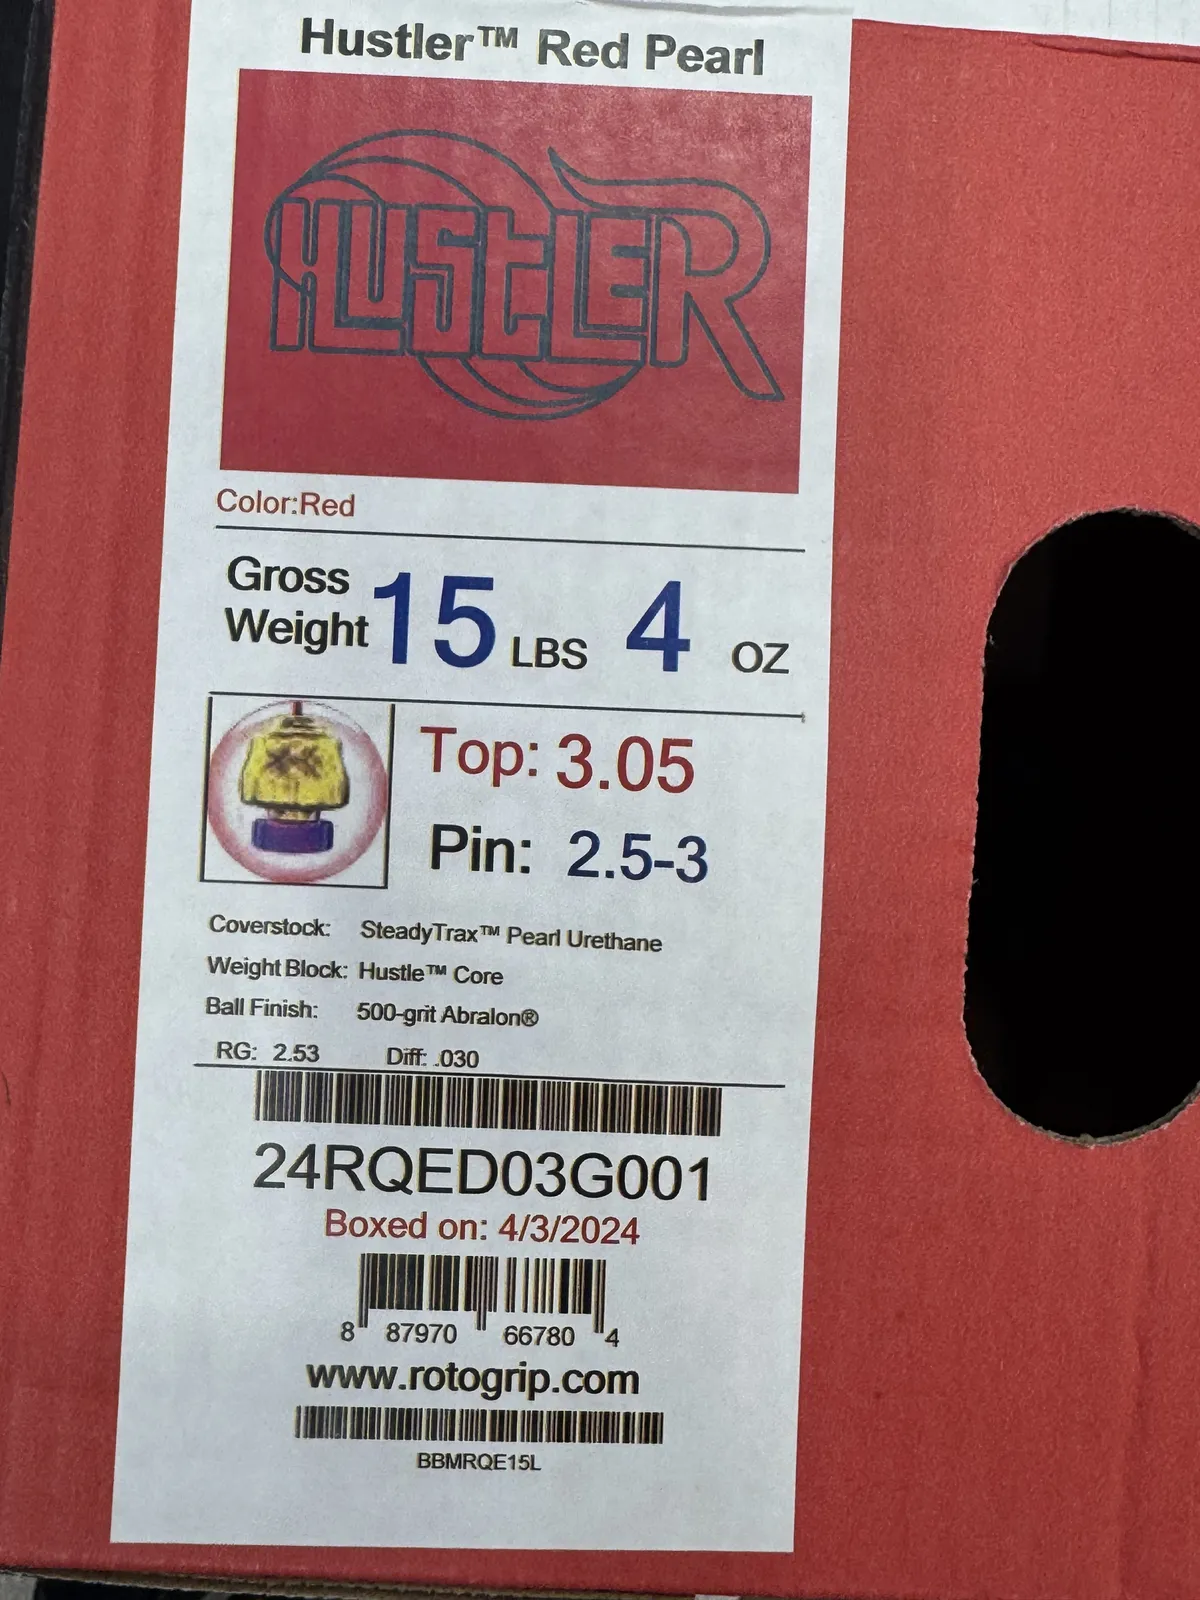 Hustler™ Red Pearl
HUSTLER
Color:Red
Gross
Weight 15 LBS 4 OZ
Top: 3.05
Pin: 2.5-3
Coverstock: SteadyTrax™ Pearl Urethane
Weight Block: Hustle™ Core
Ball Finish: 500-grit Abralon®
RG: 2.53 Diff: .030
24RQED03G001
Boxed on: 4/3/2024
8 87970 66780 4
www.rotogrip.com
BBMRQE15L